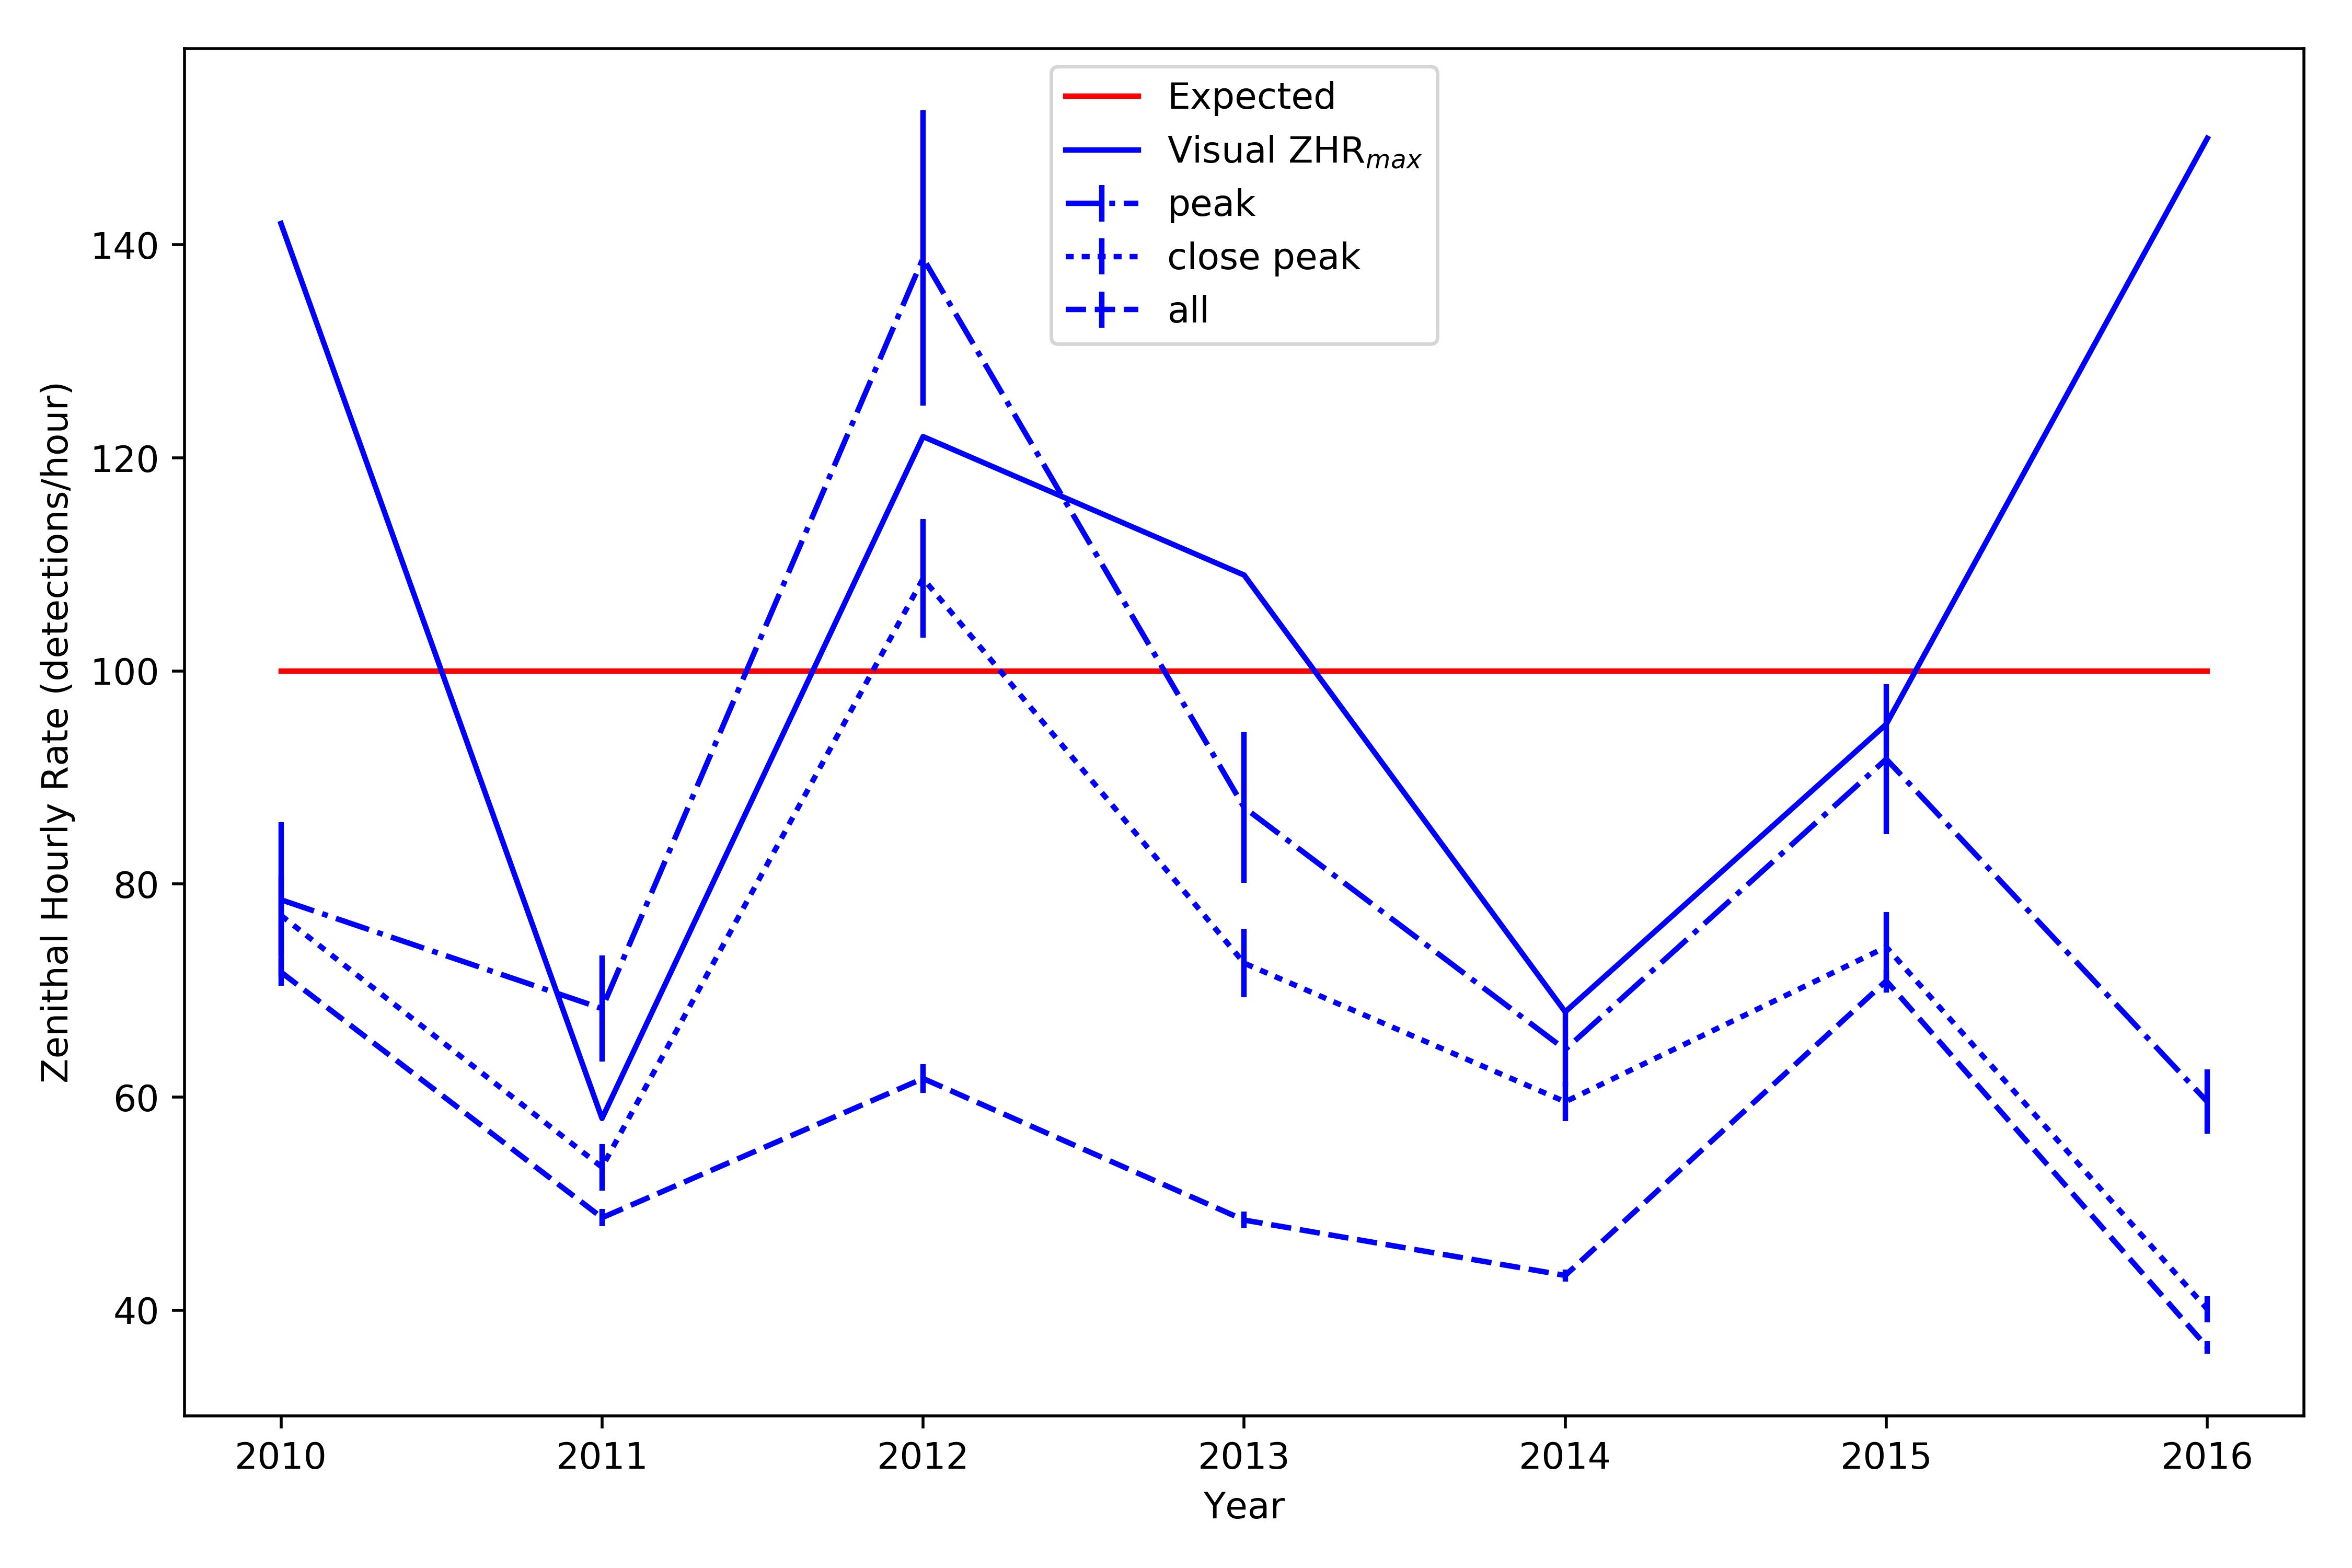 Expected
Visual ZHRmax
peak
close peak
all
Zenithal Hourly Rate (detections/hour)
140
120
100
80
60
40
2010 2011 2012 2013 2014 2015 2016
Year